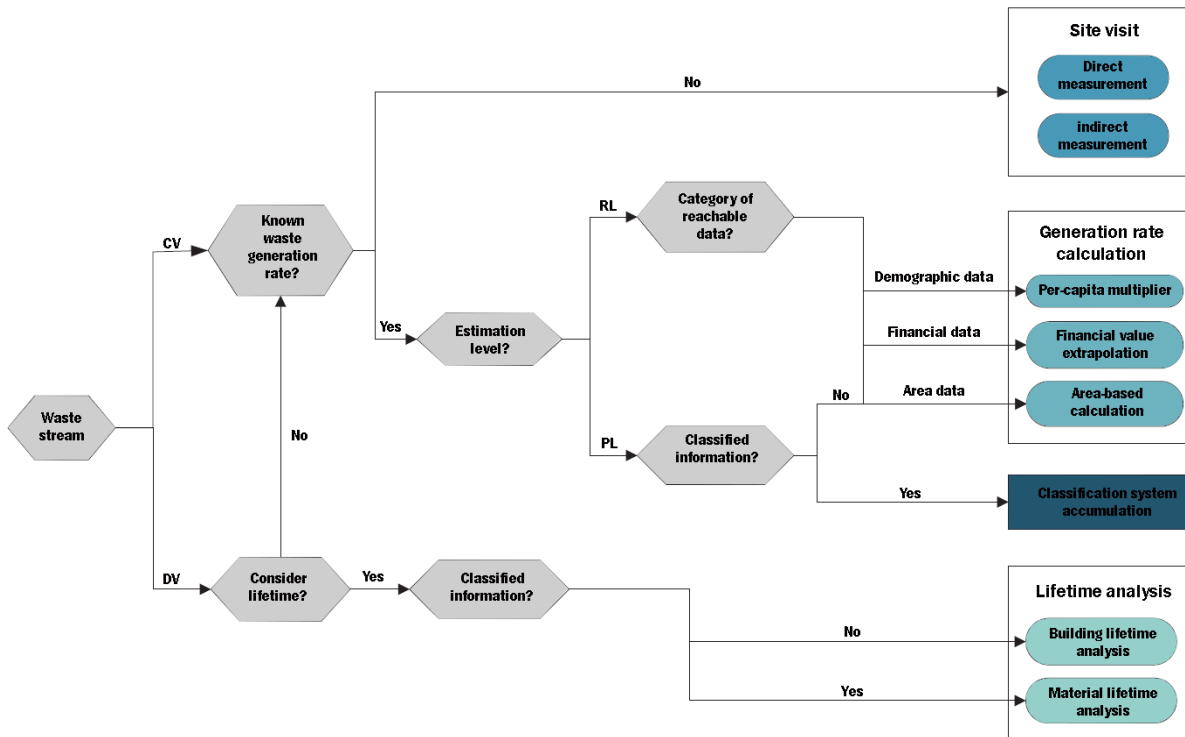 Site visit
Direct
measurement
indirect
measurement
No
Category of
reachable
data?
RL
Known
waste
generation
rate?
CV
Generation rate
calculation
Demographic data
Per-capita multiplier
Yes
Estimation
level?
Financial data
Financial value
extrapolation
No
Area data
Area-based
calculation
Waste
stream
No
PL
Classified
information?
Yes
Classification system
accumulation
DV
Consider
lifetime?
Yes
Classified
information?
Lifetime analysis
No
Building lifetime
analysis
Yes
Material lifetime
analysis